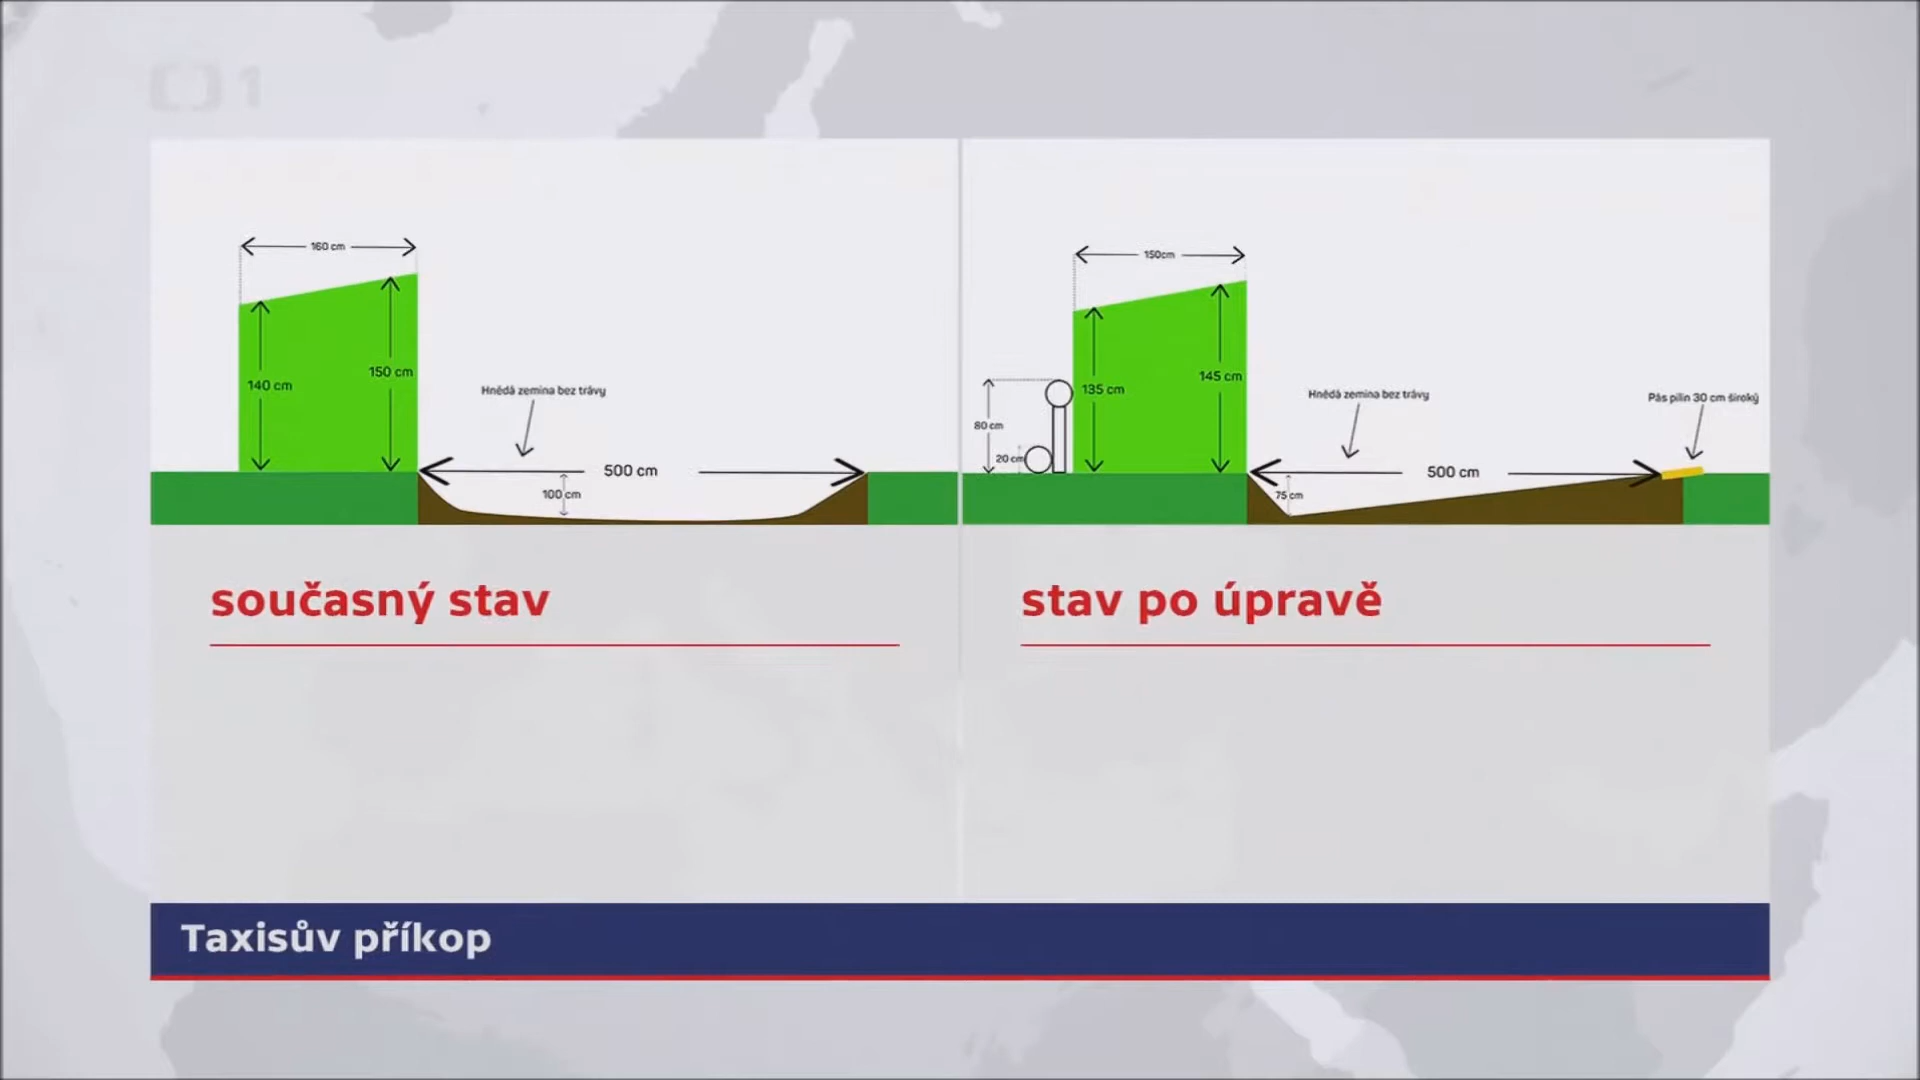 1
160 cm
140 cm
150 cm
Hnědá zemina bez trávy
500 cm
100 cm
150cm
135 cm
145 cm
80 cm
20 cm
Hnědá zemina bez trávy
Pás pilin 30 cm široký
500 cm
75 cm
současný stav
stav po úpravě
Taxisův příkop